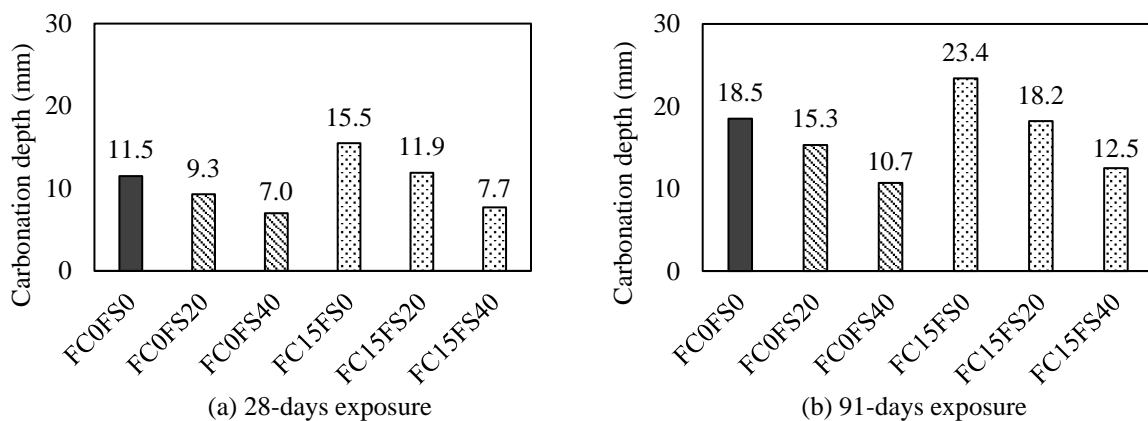 Carbonation depth (mm)
30
20
10
0
11.5
9.3
7.0
15.5
11.9
7.7
FC0FS0
FC0FS20
FC0FS40
FC15FS0
FC15FS20
FC15FS40
(a) 28-days exposure
Carbonation depth (mm)
30
20
10
0
18.5
15.3
10.7
23.4
18.2
12.5
FC0FS0
FC0FS20
FC0FS40
FC15FS0
FC15FS20
FC15FS40
(b) 91-days exposure